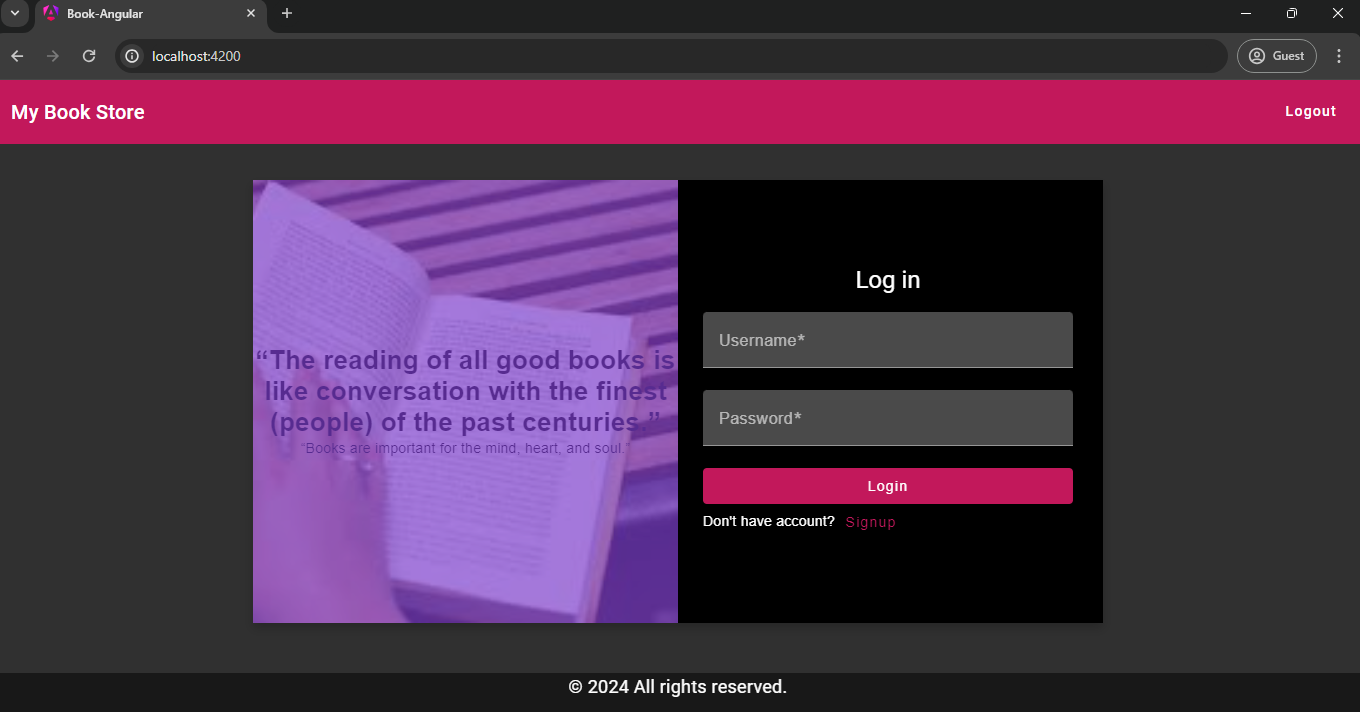 Book-Angular
localhost:4200
Guest
My Book Store
Logout
“The reading of all good books is
like conversation with the finest
(people) of the past centuries.”
“Books are important for the mind, heart, and soul.”
Log in
Username*
Password*
Login
Don't have account? Signup
© 2024 All rights reserved.